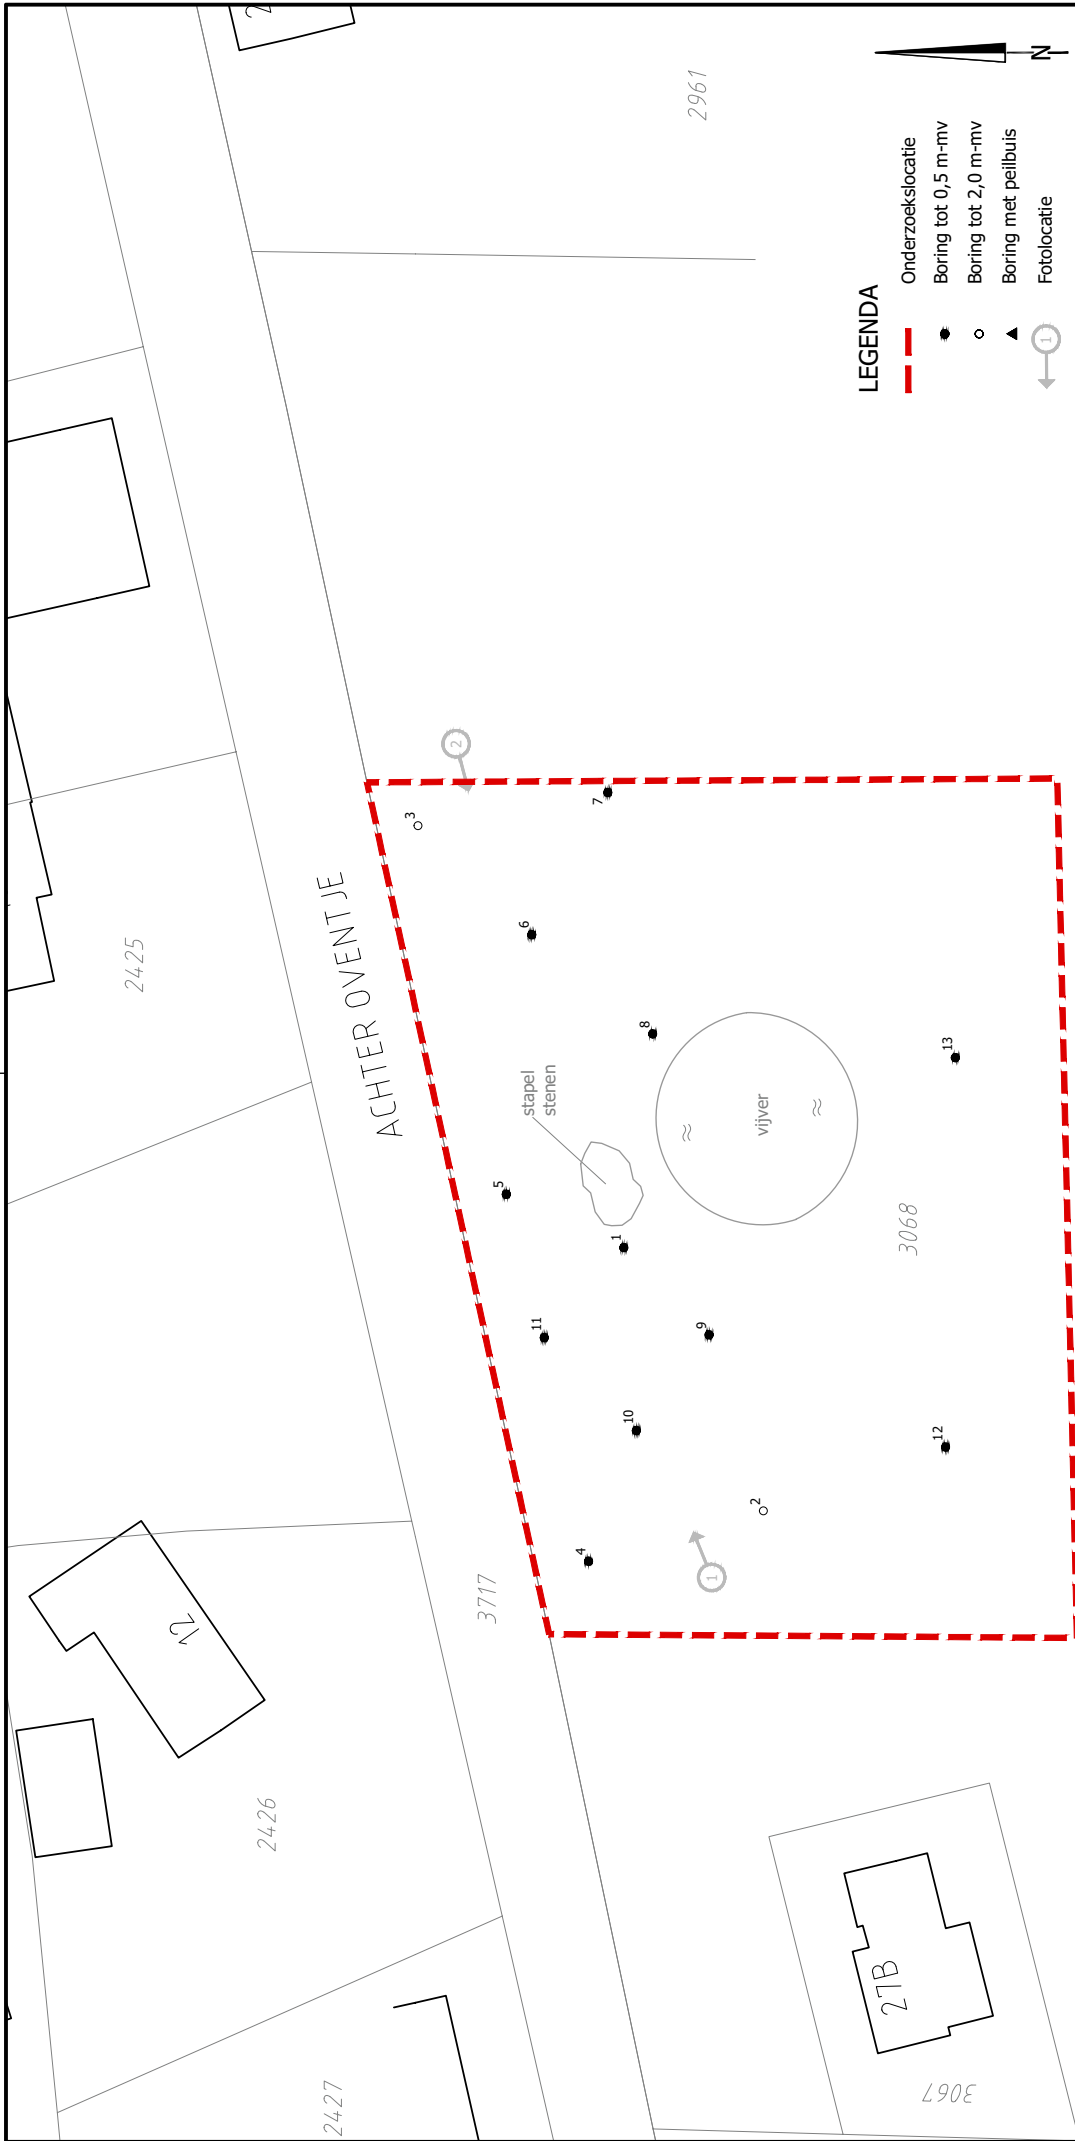 2425
2961
ACHTER OVENTJE
12
2426
3717
2427
3067
27B
3068
stapel
stenen
vijver
≈
≈
1
2
3
4
5
6
7
8
9
10
11
12
13
1
2
LEGENDA
Onderzoekslocatie
Boring tot 0,5 m-mv
Boring tot 2,0 m-mv
Boring met peilbuis
1 Fotolocatie
N